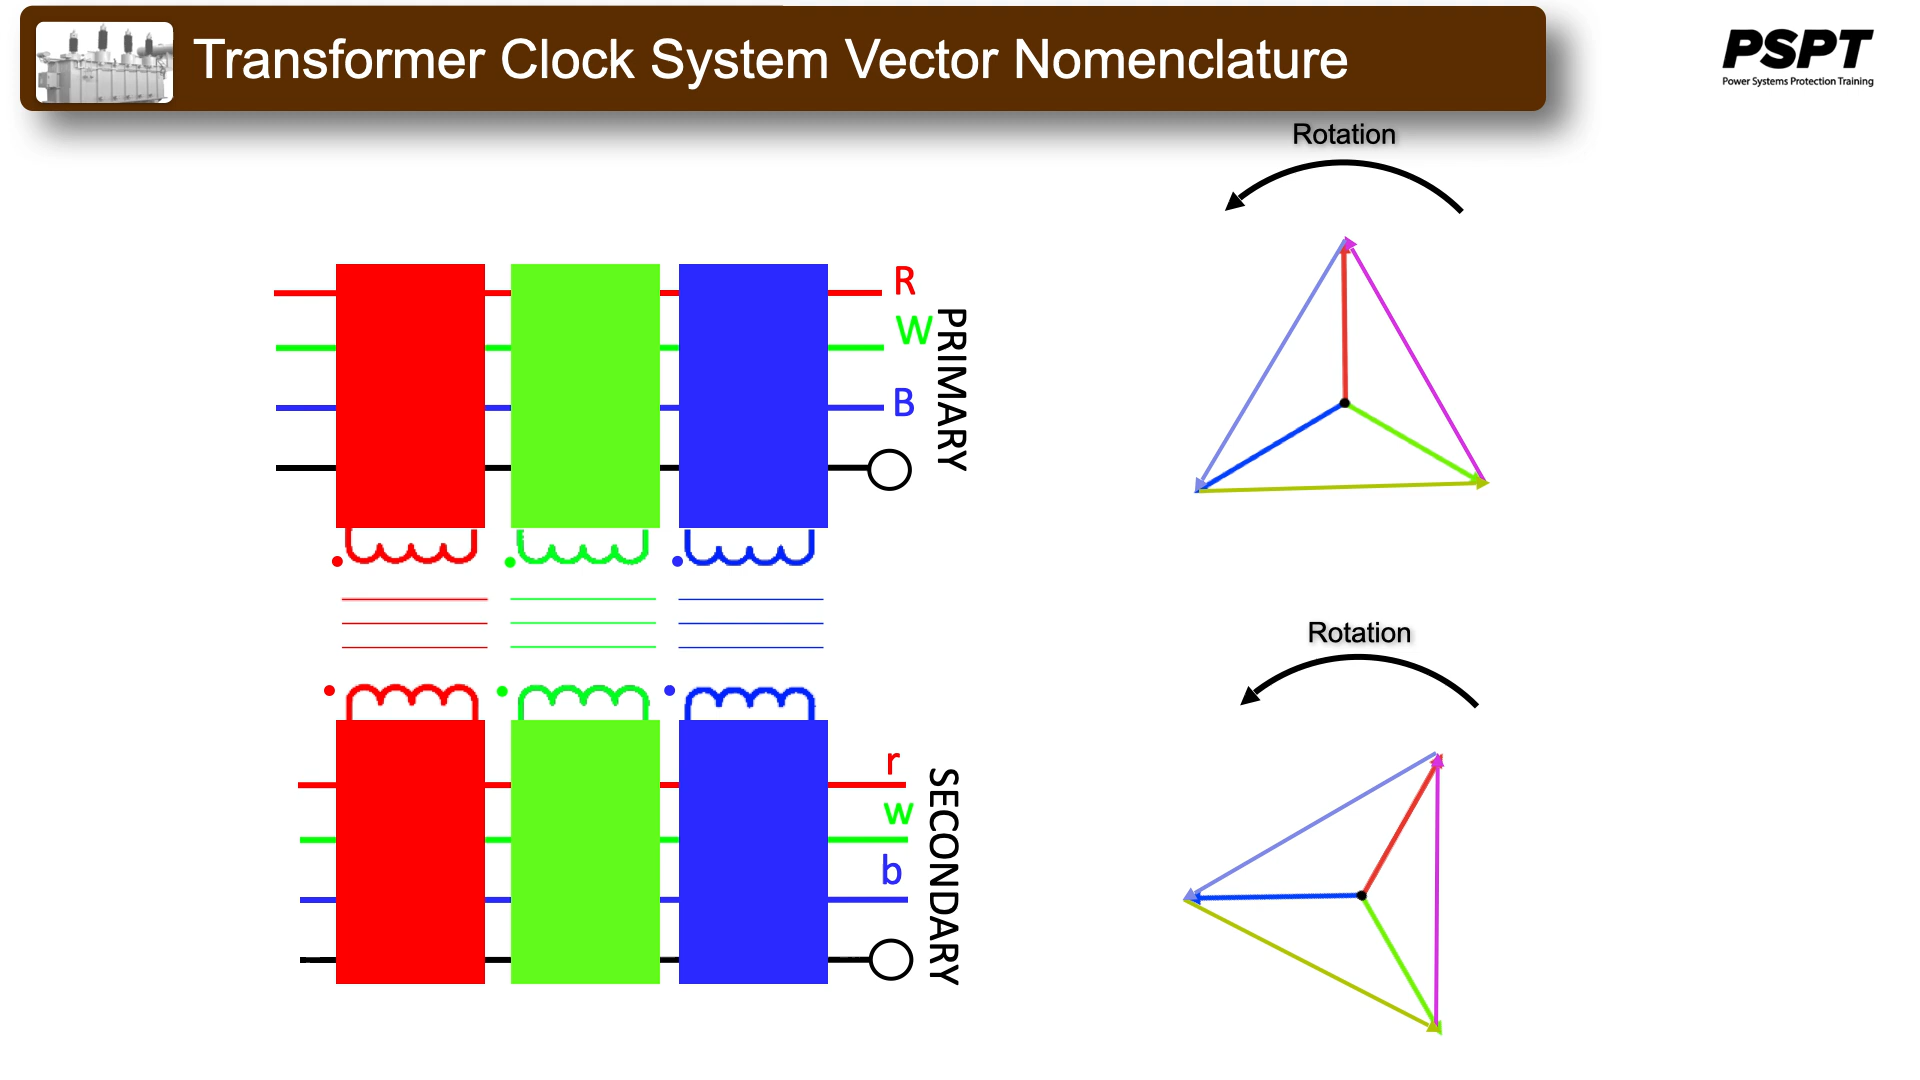 Transformer Clock System Vector Nomenclature
PSPT
Power Systems Protection Training
Rotation
R
W
B
PRIMARY
Rotation
r
w
b
SECONDARY